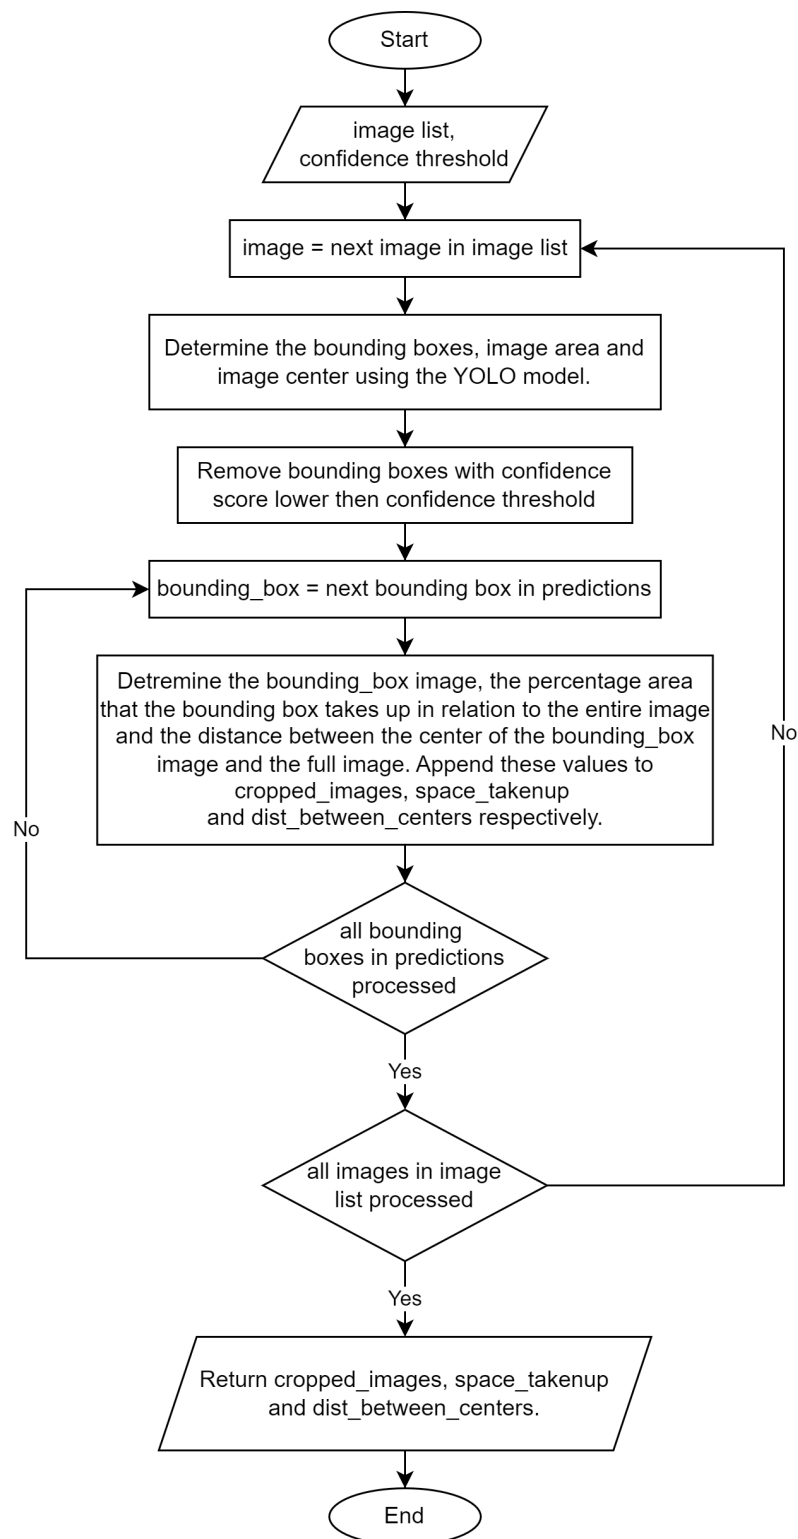 Start
image list,
confidence threshold
image = next image in image list
Determine the bounding boxes, image area and
image center using the YOLO model.
Remove bounding boxes with confidence
score lower then confidence threshold
bounding_box = next bounding box in predictions
Detremine the bounding_box image, the percentage area
that the bounding box takes up in relation to the entire image
and the distance between the center of the bounding_box
image and the full image. Append these values to
cropped_images, space_takenup
and dist_between_centers respectively.
No
No
all bounding
boxes in predictions
processed
Yes
all images in image
list processed
Yes
Return cropped_images, space_takenup
and dist_between_centers.
End